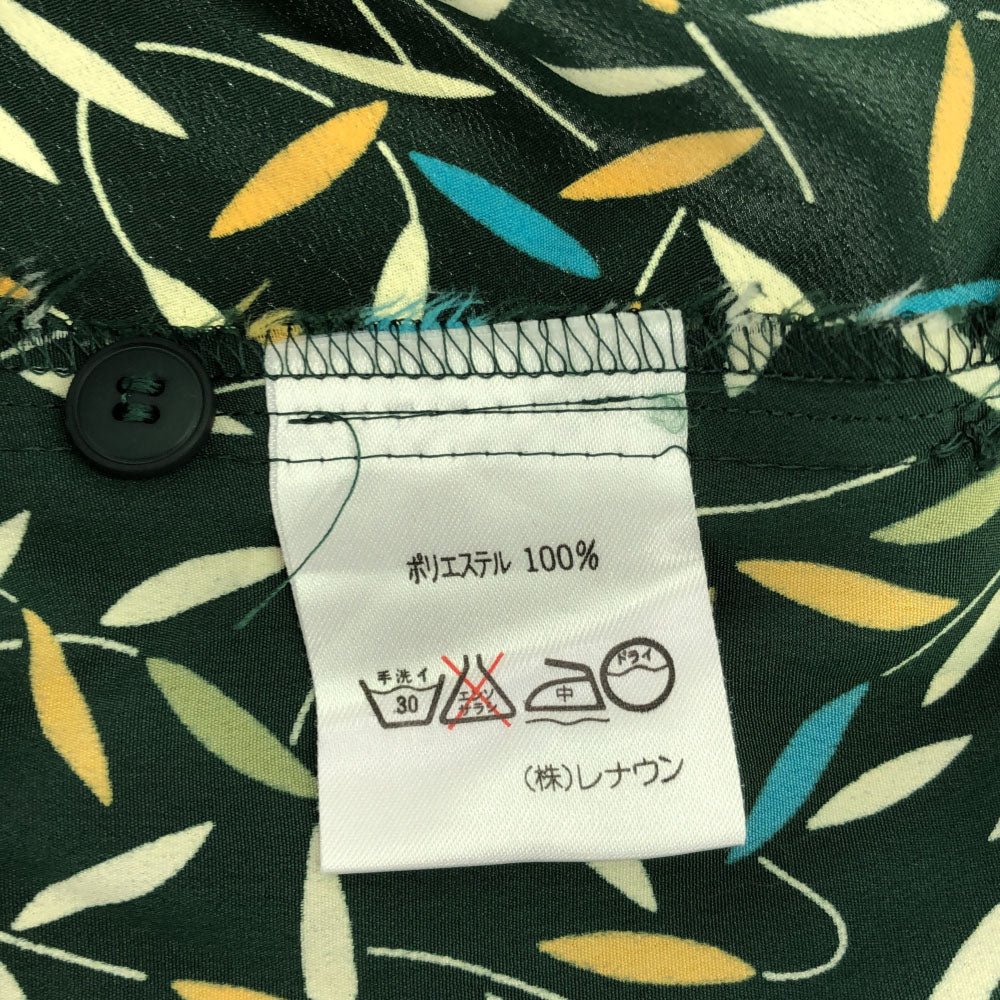 ポリエステル 100%
手洗イ
30
エンソ
サラシ
中
ドライ
(株)レナウン